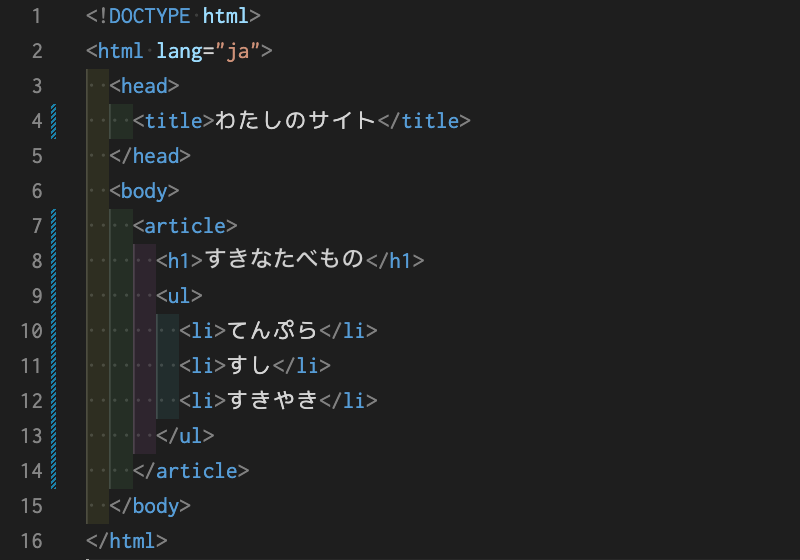 1 <!DOCTYPE html>
2 <html lang="ja">
3 <head>
4 <title>わたしのサイト</title>
5 </head>
6 <body>
7 <article>
8 <h1>すきなたべもの</h1>
9 <ul>
10 <li>てんぷら</li>
11 <li>すし</li>
12 <li>すきやき</li>
13 </ul>
14 </article>
15 </body>
16 </html>